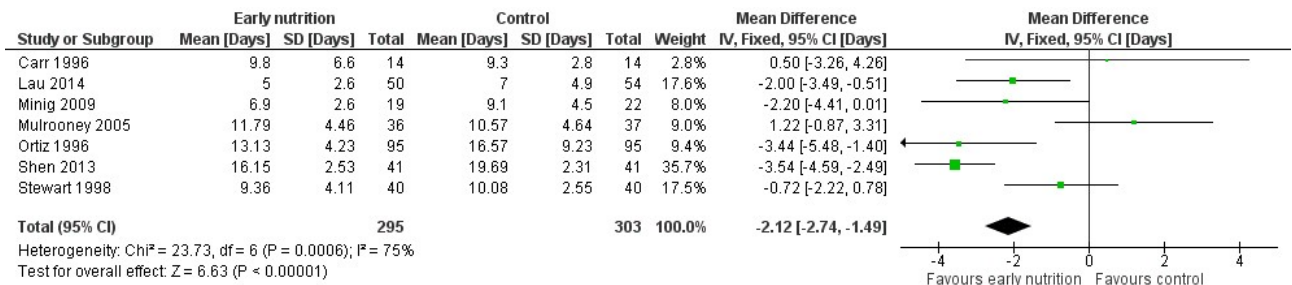 Early nutrition Control Mean Difference Mean Difference
Study or Subgroup Mean [Days] SD [Days] Total Mean [Days] SD [Days] Total Weight IV, Fixed, 95% CI [Days] IV, Fixed, 95% CI [Days]
Carr 1996 9.8 6.6 14 9.3 2.8 14 2.8% 0.50 [-3.26, 4.26]
Lau 2014 5 2.6 50 7 4.9 54 17.6% -2.00 [-3.49, -0.51]
Minig 2009 6.9 2.6 19 9.1 4.5 22 8.0% -2.20 [-4.41, 0.01]
Mulrooney 2005 11.79 4.46 36 10.57 4.64 37 9.0% 1.22 [-0.87, 3.31]
Ortiz 1996 13.13 4.23 95 16.57 9.23 95 9.4% -3.44 [-5.48, -1.40]
Shen 2013 16.15 2.53 41 19.69 2.31 41 35.7% -3.54 [-4.59, -2.49]
Stewart 1998 9.36 4.11 40 10.08 2.55 40 17.5% -0.72 [-2.22, 0.78]
Total (95% CI) 295 303 100.0% -2.12 [-2.74, -1.49]
Heterogeneity: Chi² = 23.73, df = 6 (P = 0.0006); I² = 75%
Test for overall effect: Z = 6.63 (P < 0.00001)
-4 -2 0 2 4
Favours early nutrition Favours control